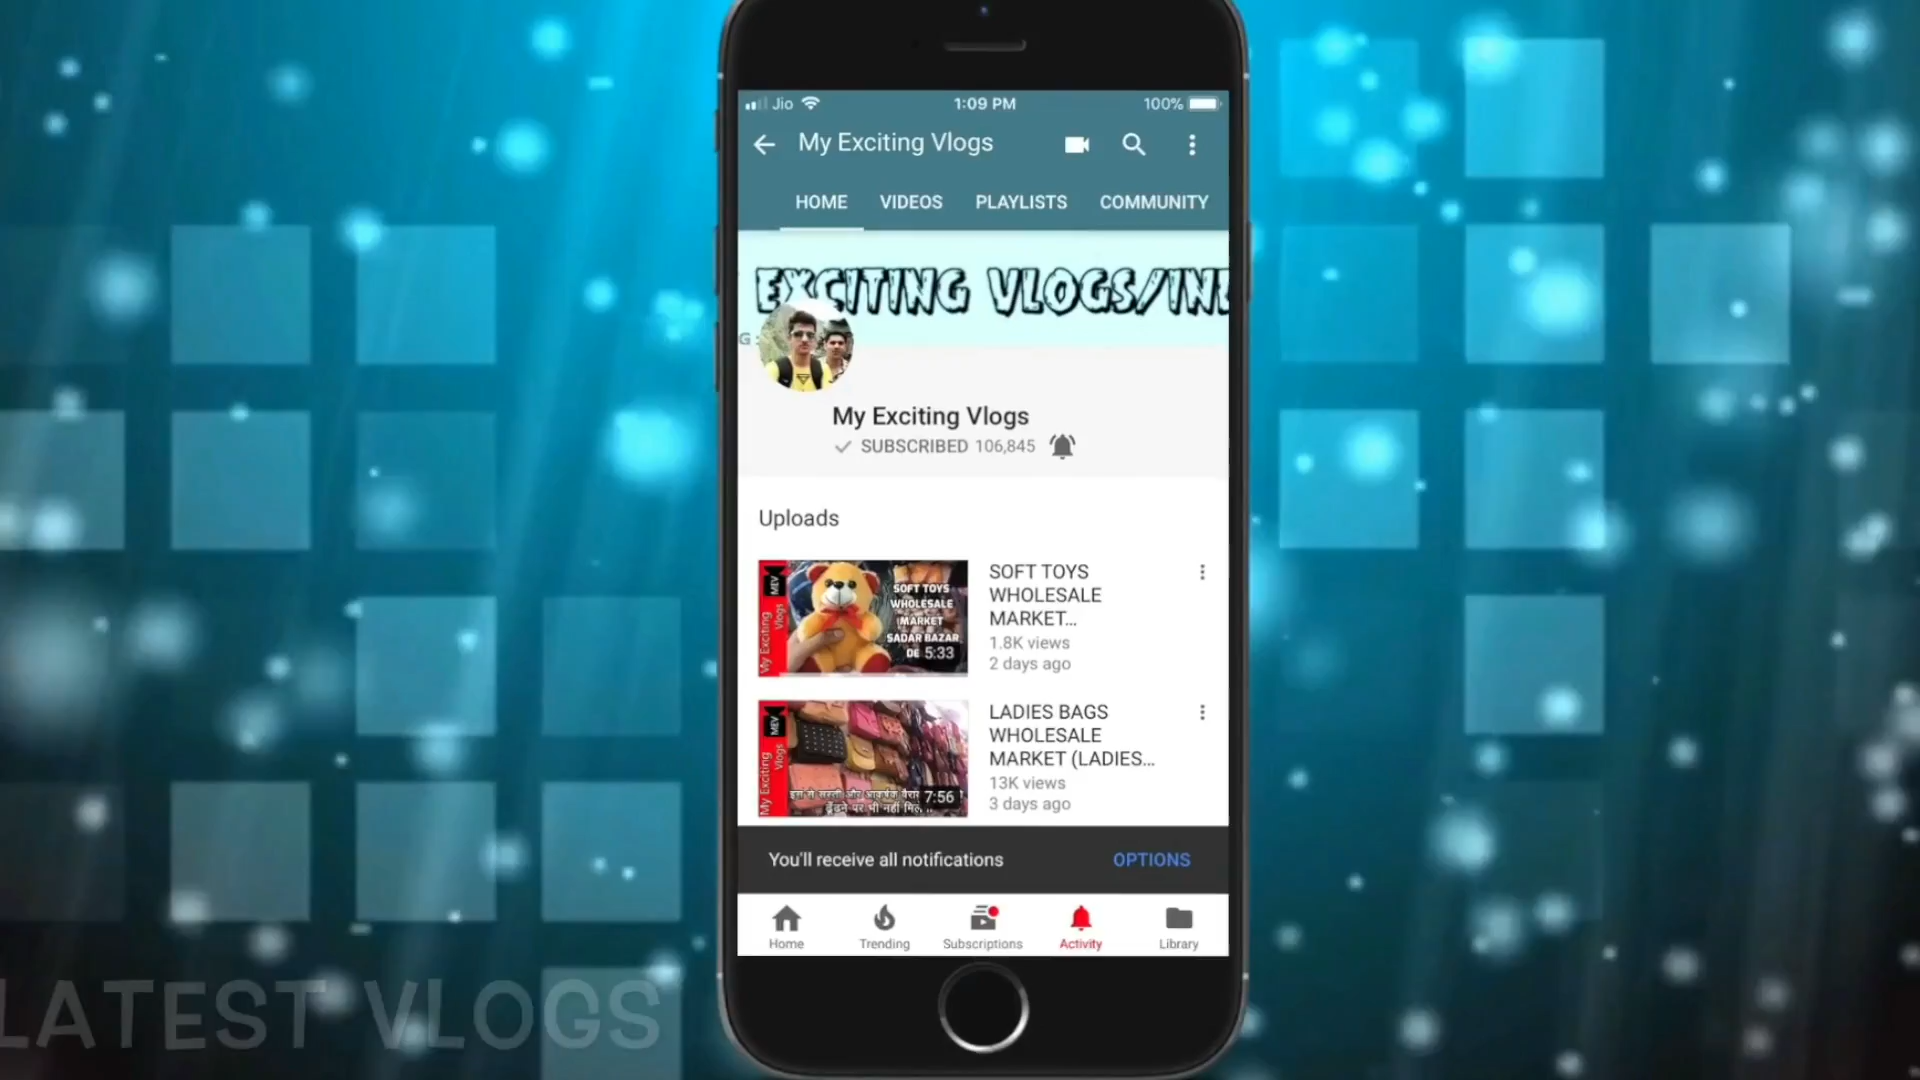 Jio
1:09 PM
100%
My Exciting Vlogs
HOME VIDEOS PLAYLISTS COMMUNITY
EXCITING VLOGS/IN
My Exciting Vlogs
SUBSCRIBED 106,845
Uploads
MEV
My Exciting
Vlogs
SOFT TOYS
WHOLESALE
MARKET
SADAR BAZAR
DE 5:33
SOFT TOYS
WHOLESALE
MARKET...
1.8K views
2 days ago
MEV
My Exciting
Vlogs
7:56
LADIES BAGS
WHOLESALE
MARKET (LADIES...
13K views
3 days ago
You'll receive all notifications OPTIONS
Home Trending Subscriptions Activity Library
LATEST VLOGS